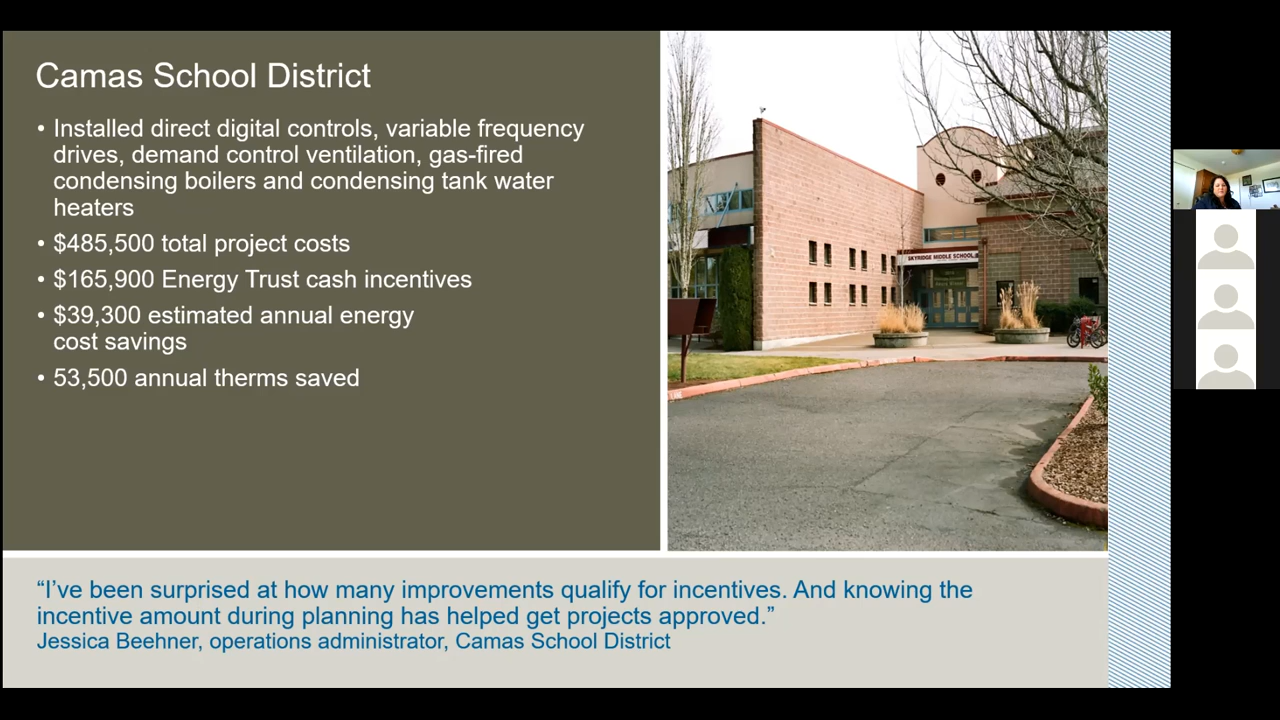 Camas School District
• Installed direct digital controls, variable frequency
drives, demand control ventilation, gas-fired
condensing boilers and condensing tank water
heaters
• $485,500 total project costs
• $165,900 Energy Trust cash incentives
• $39,300 estimated annual energy
cost savings
• 53,500 annual therms saved
SKYRIDGE MIDDLE SCHOOL
“I’ve been surprised at how many improvements qualify for incentives. And knowing the
incentive amount during planning has helped get projects approved.”
Jessica Beehner, operations administrator, Camas School District